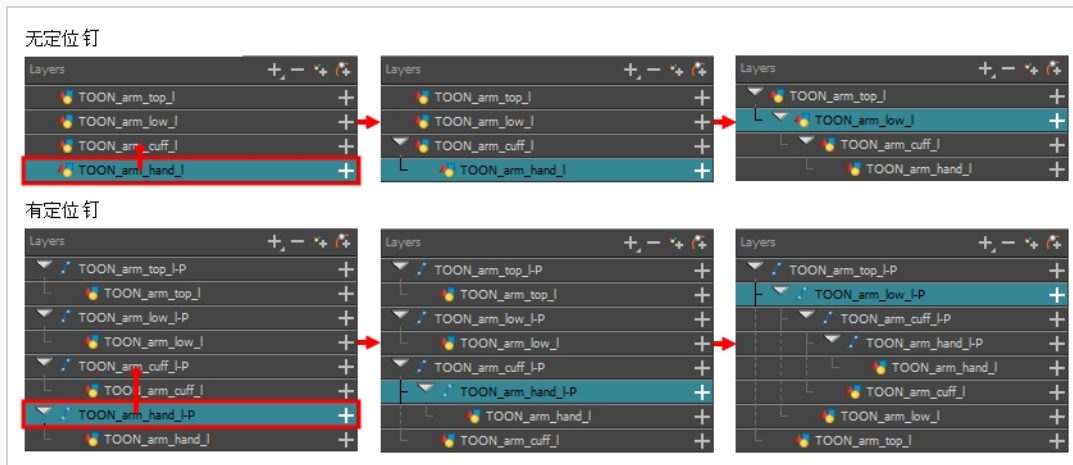 无定位钉
Layers
TOON_arm_top_l
TOON_arm_low_l
TOON_arm_cuff_l
TOON_arm_hand_l
Layers
TOON_arm_top_l
TOON_arm_low_l
TOON_arm_cuff_l
TOON_arm_hand_l
Layers
TOON_arm_top_l
TOON_arm_low_l
TOON_arm_cuff_l
TOON_arm_hand_l
有定位钉
Layers
TOON_arm_top_l-P
TOON_arm_top_l
TOON_arm_low_l-P
TOON_arm_low_l
TOON_arm_cuff_l-P
TOON_arm_cuff_l
TOON_arm_hand_l-P
TOON_arm_hand_l
Layers
TOON_arm_top_l-P
TOON_arm_top_l
TOON_arm_low_l-P
TOON_arm_low_l
TOON_arm_cuff_l-P
TOON_arm_hand_l-P
TOON_arm_hand_l
TOON_arm_cuff_l
Layers
TOON_arm_top_l-P
TOON_arm_low_l-P
TOON_arm_cuff_l-P
TOON_arm_hand_l-P
TOON_arm_hand_l
TOON_arm_cuff_l
TOON_arm_low_l
TOON_arm_top_l